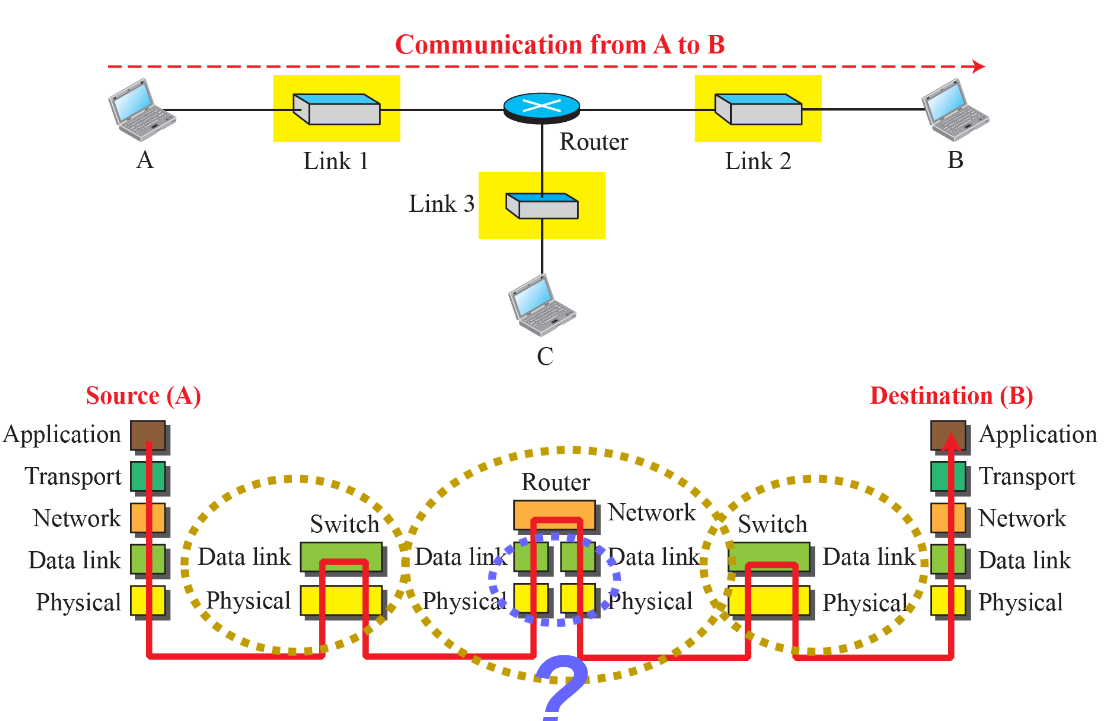 Communication from A to B
A
Link 1
Router
Link 2
B
Link 3
C
Source (A)
Destination (B)
Application
Transport
Network
Data link
Physical
Switch
Data link
Physical
Router
Network
Data link
Data link
Physical
Physical
Switch
Data link
Physical
Application
Transport
Network
Data link
Physical
?